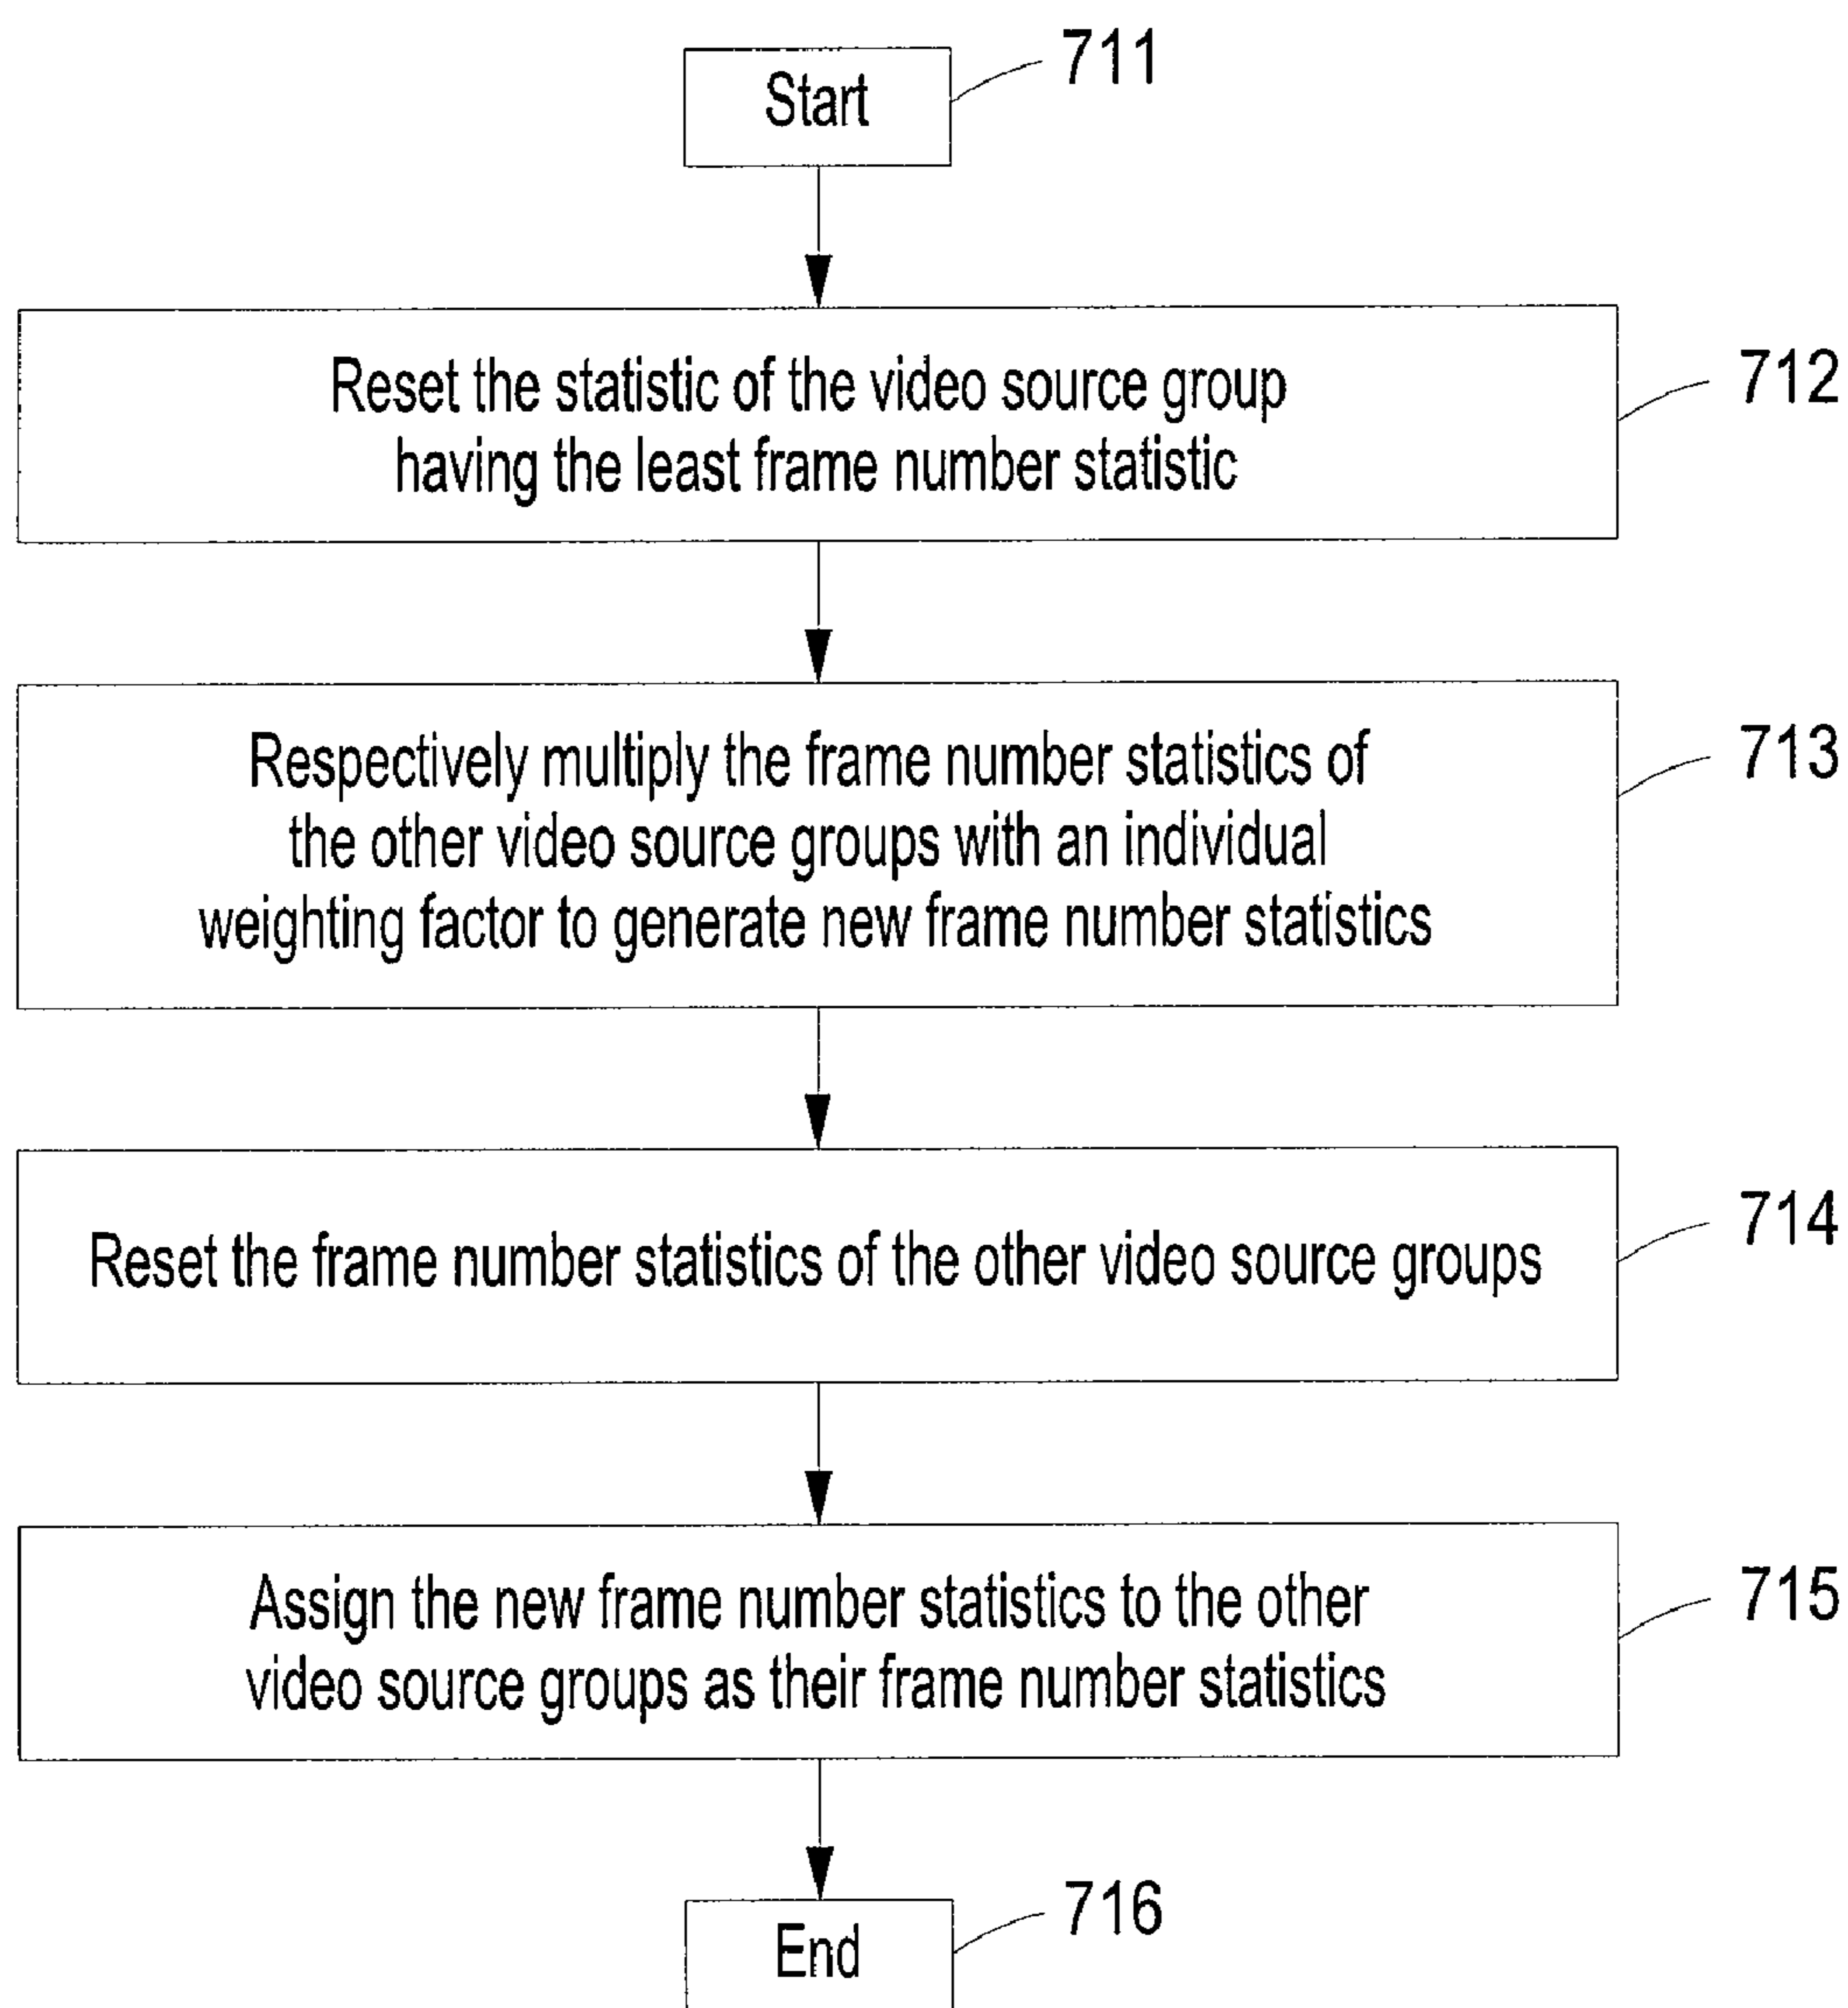 Start
711
Reset the statistic of the video source group
having the least frame number statistic
712
Respectively multiply the frame number statistics of
the other video source groups with an individual
weighting factor to generate new frame number statistics
713
Reset the frame number statistics of the other video source groups
714
Assign the new frame number statistics to the other
video source groups as their frame number statistics
715
End
716